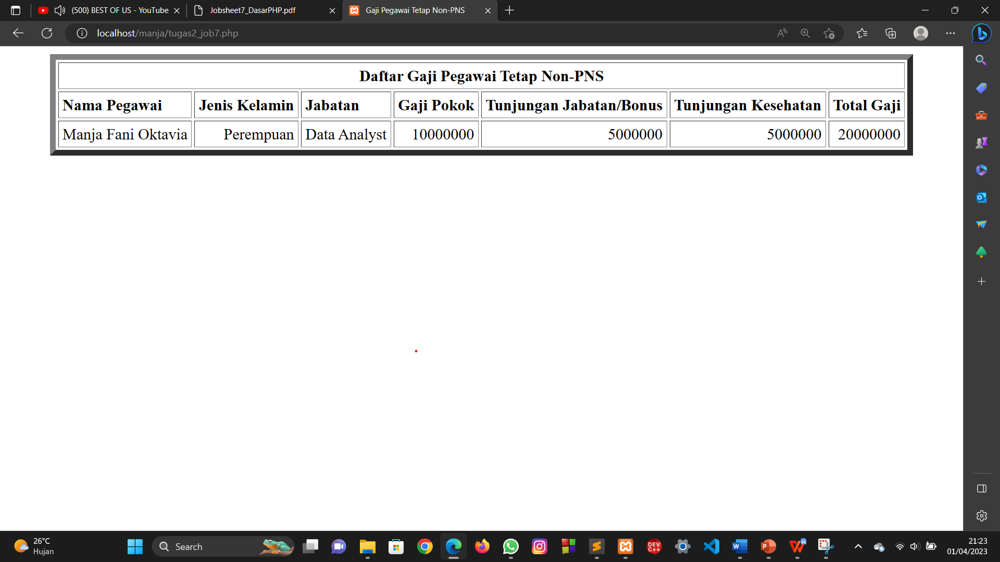 (500) BEST OF US - YouTube
Jobsheet7_DasarPHP.pdf
Gaji Pegawai Tetap Non-PNS
localhost/manja/tugas2_job7.php
Daftar Gaji Pegawai Tetap Non-PNS
Nama Pegawai Jenis Kelamin Jabatan Gaji Pokok Tunjungan Jabatan/Bonus Tunjungan Kesehatan Total Gaji
Manja Fani Oktavia Perempuan Data Analyst 10000000 5000000 5000000 20000000
26°C
Hujan
Search
DEV
C++
21:23
01/04/2023